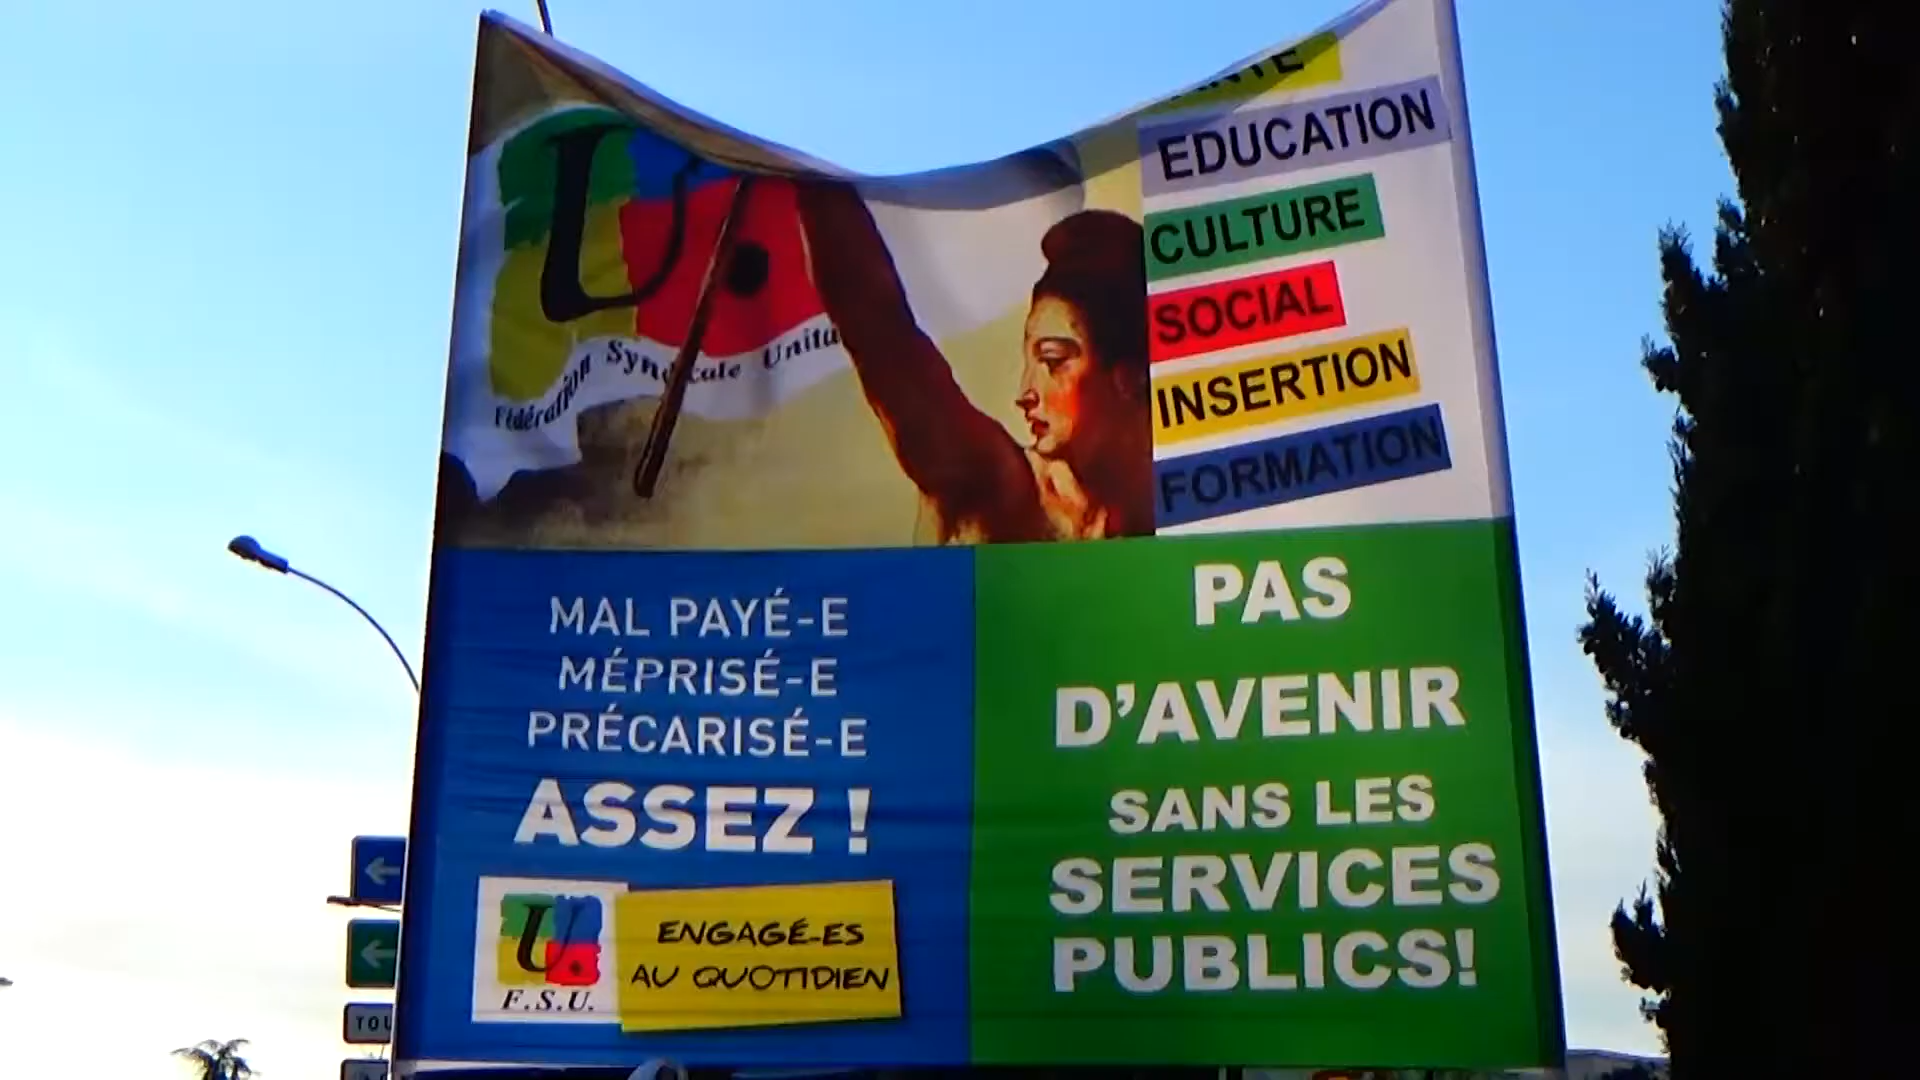 EDUCATION
CULTURE
SOCIAL
INSERTION
FORMATION
U.
Fédération Syndicale
MAL PAYÉ-E
MÉPRISÉ-E
PRÉCARISÉ-E
ASSEZ !
U.
F.S.U.
ENGAGÉ-ES
AU QUOTIDIEN
PAS
D'AVENIR
SANS LES
SERVICES
PUBLICS!